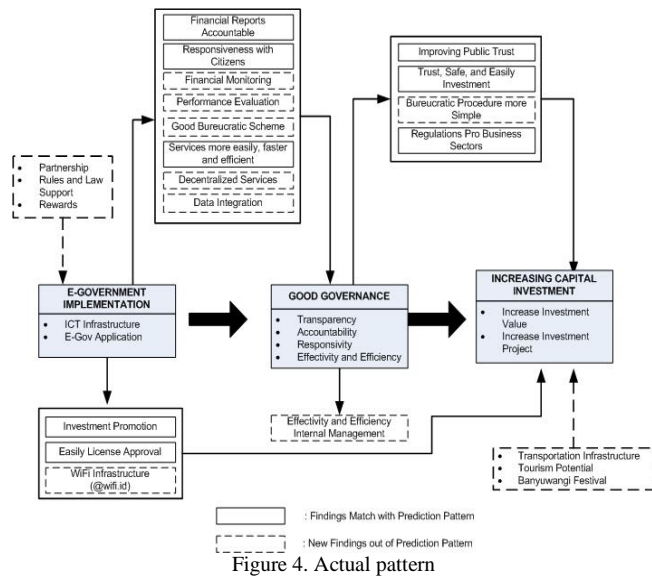 Financial Reports
Accountable
Responsiveness with
Citizens
Financial Monitoring
Performance Evaluation
Good Bureucratic Scheme
Services more easily, faster
and efficient
Decentralized Services
Data Integration
Improving Public Trust
Trust, Safe, and Easily
Investment
Bureucratic Procedure more
Simple
Regulations Pro Business
Sectors
• Partnership
• Rules and Law
Support
• Rewards
E-GOVERNMENT
IMPLEMENTATION
• ICT Infrastructure
• E-Gov Application
GOOD GOVERNANCE
• Transparency
• Accountability
• Responsivity
• Effectivity and Efficiency
INCREASING CAPITAL
INVESTMENT
• Increase Investment
Value
• Increase Investment
Project
Investment Promotion
Easily License Approval
WiFi Infrastructure
(@wifi.id)
Effectivity and Efficiency
Internal Management
• Transportation Infrastructure
• Tourism Potential
• Banyuwangi Festival
: Findings Match with Prediction Pattern
: New Findings out of Prediction Pattern
Figure 4. Actual pattern